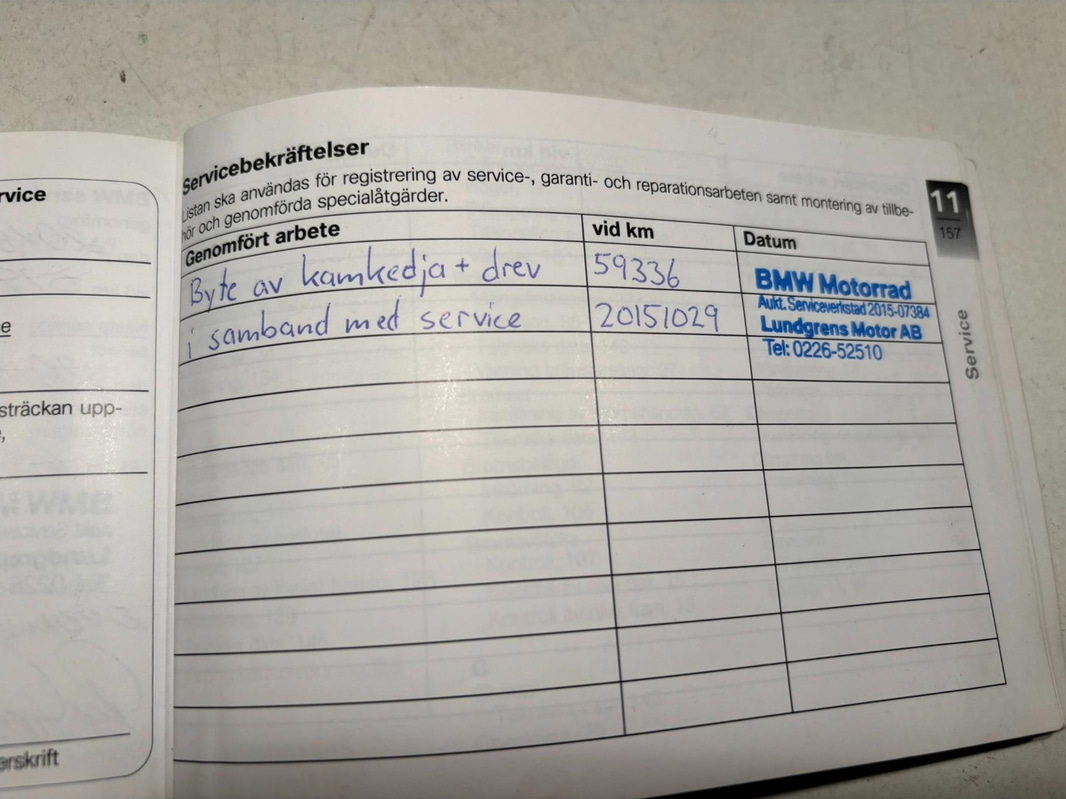 rvice
e
sträckan upp-
,
erskrift
Servicebekräftelser
Listan ska användas för registrering av service-, garanti- och reparationsarbeten samt montering av tillbe-
hör och genomförda specialåtgärder.
Genomfört arbete vid km Datum
Byte av kamkedja + drev 59336
i samband med service 20151029
BMW Motorrad
Aukt. Serviceverkstad 2015-07384
Lundgrens Motor AB
Tel: 0226-52510
11
157
Service